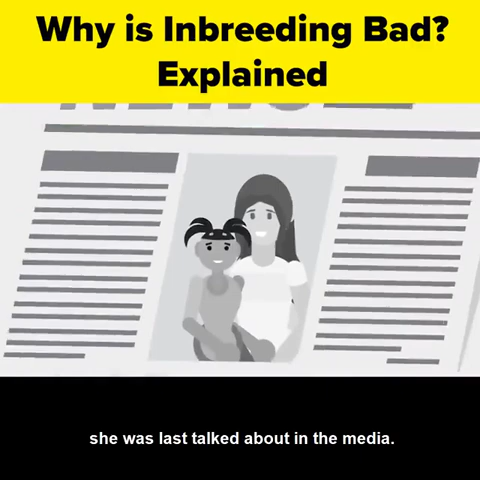 Why is Inbreeding Bad?
Explained
she was last talked about in the media.